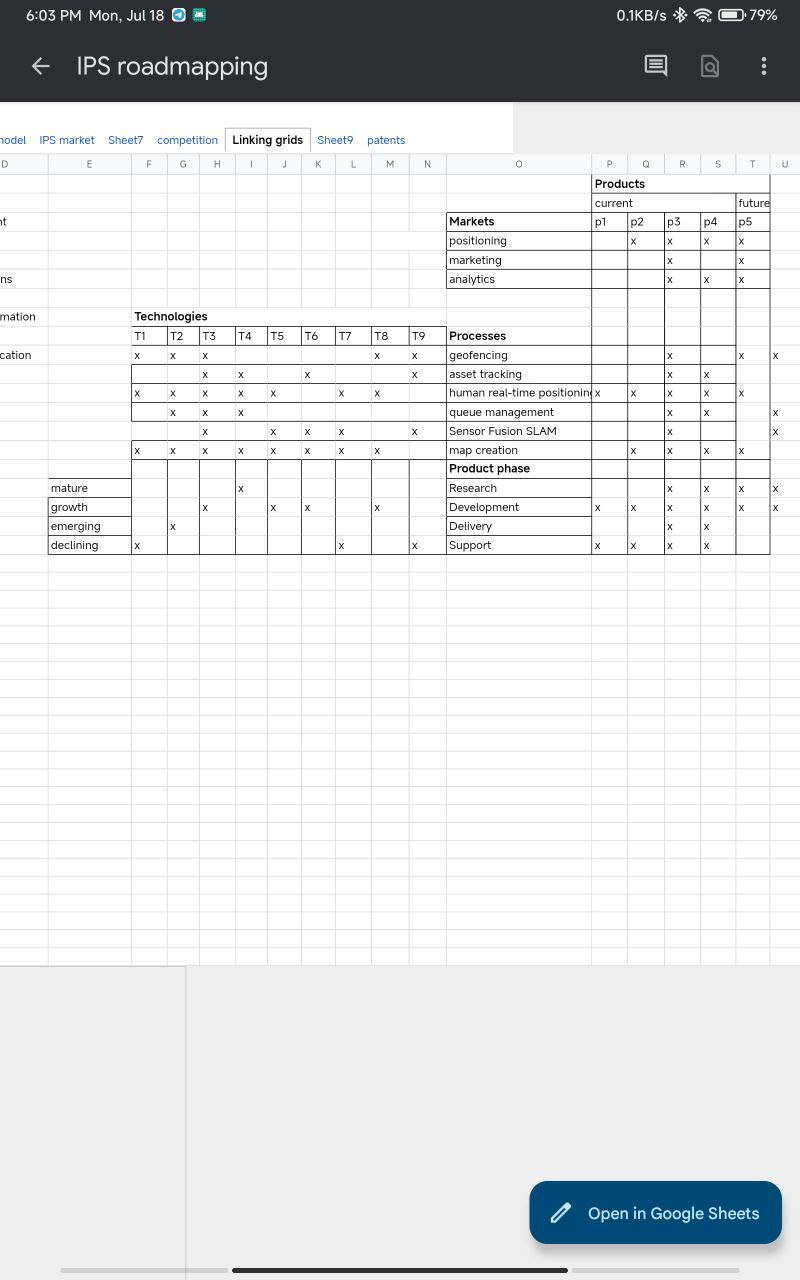 6:03 PM Mon, Jul 18 0.1KB/s 79%
IPS roadmapping
nodel IPS market Sheet7 competition Linking grids Sheet9 patents
D E F G H I J K L M N O P Q R S T U
Products
current future
nt Markets p1 p2 p3 p4 p5
positioning x x x x
marketing x x
ns analytics x x x
mation Technologies
T1 T2 T3 T4 T5 T6 T7 T8 T9 Processes
cation x x x x x geofencing x x x
x x x x asset tracking x x
x x x x x x x human real-time positioning x x x x x
x x x queue management x x x
x x x x x Sensor Fusion SLAM x x
x x x x x x x x map creation x x x x
Product phase
mature x Research x x x x
growth x x x x Development x x x x x x
emerging x Delivery x x
declining x x x Support x x x x
Open in Google Sheets